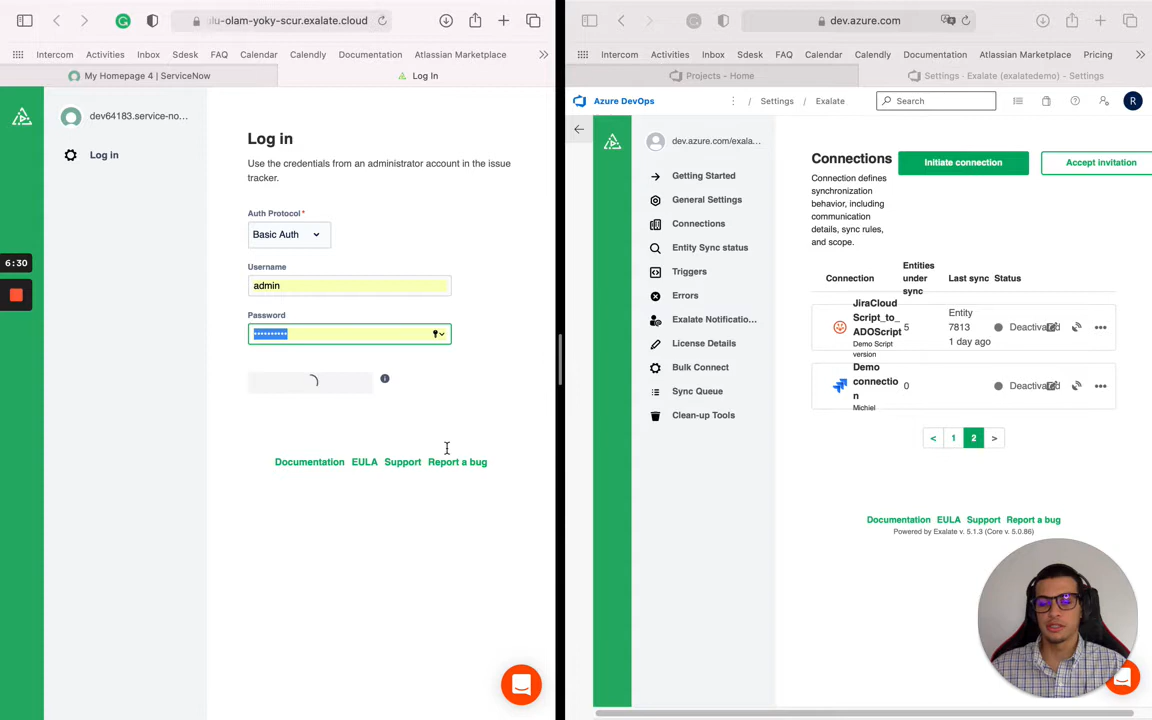 lu-olam-yoky-scur.exalate.cloud
Intercom Activities Inbox Sdesk FAQ Calendar Calendly Documentation Atlassian Marketplace
My Homepage 4 | ServiceNow
Log In
dev64183.service-no...
Log in
Log in
Use the credentials from an administrator account in the issue
tracker.
Auth Protocol*
Basic Auth
Username
admin
Password
••••••••••
Documentation EULA Support Report a bug
6:30
dev.azure.com
Intercom Activities Inbox Sdesk FAQ Calendar Calendly Documentation Atlassian Marketplace Pricing
Projects - Home
Settings · Exalate (exalatedemo) - Settings
Azure DevOps
Settings / Exalate
Search
R
dev.azure.com/exala...
Getting Started
General Settings
Connections
Entity Sync status
Triggers
Errors
Exalate Notificatio...
License Details
Bulk Connect
Sync Queue
Clean-up Tools
Connections
Initiate connection
Accept invitation
Connection defines
synchronization
behavior, including
communication
details, sync rules,
and scope.
Connection
Entities
under
sync
Last sync
Status
JiraCloud
Script_to_
ADOScript
Demo Script
version
5
Entity
7813
1 day ago
Deactivated
Demo
connectio
n
Michiel
0
Deactivated
< 1 2 >
Documentation EULA Support Report a bug
Powered by Exalate v. 5.1.3 (Core v. 5.0.86)